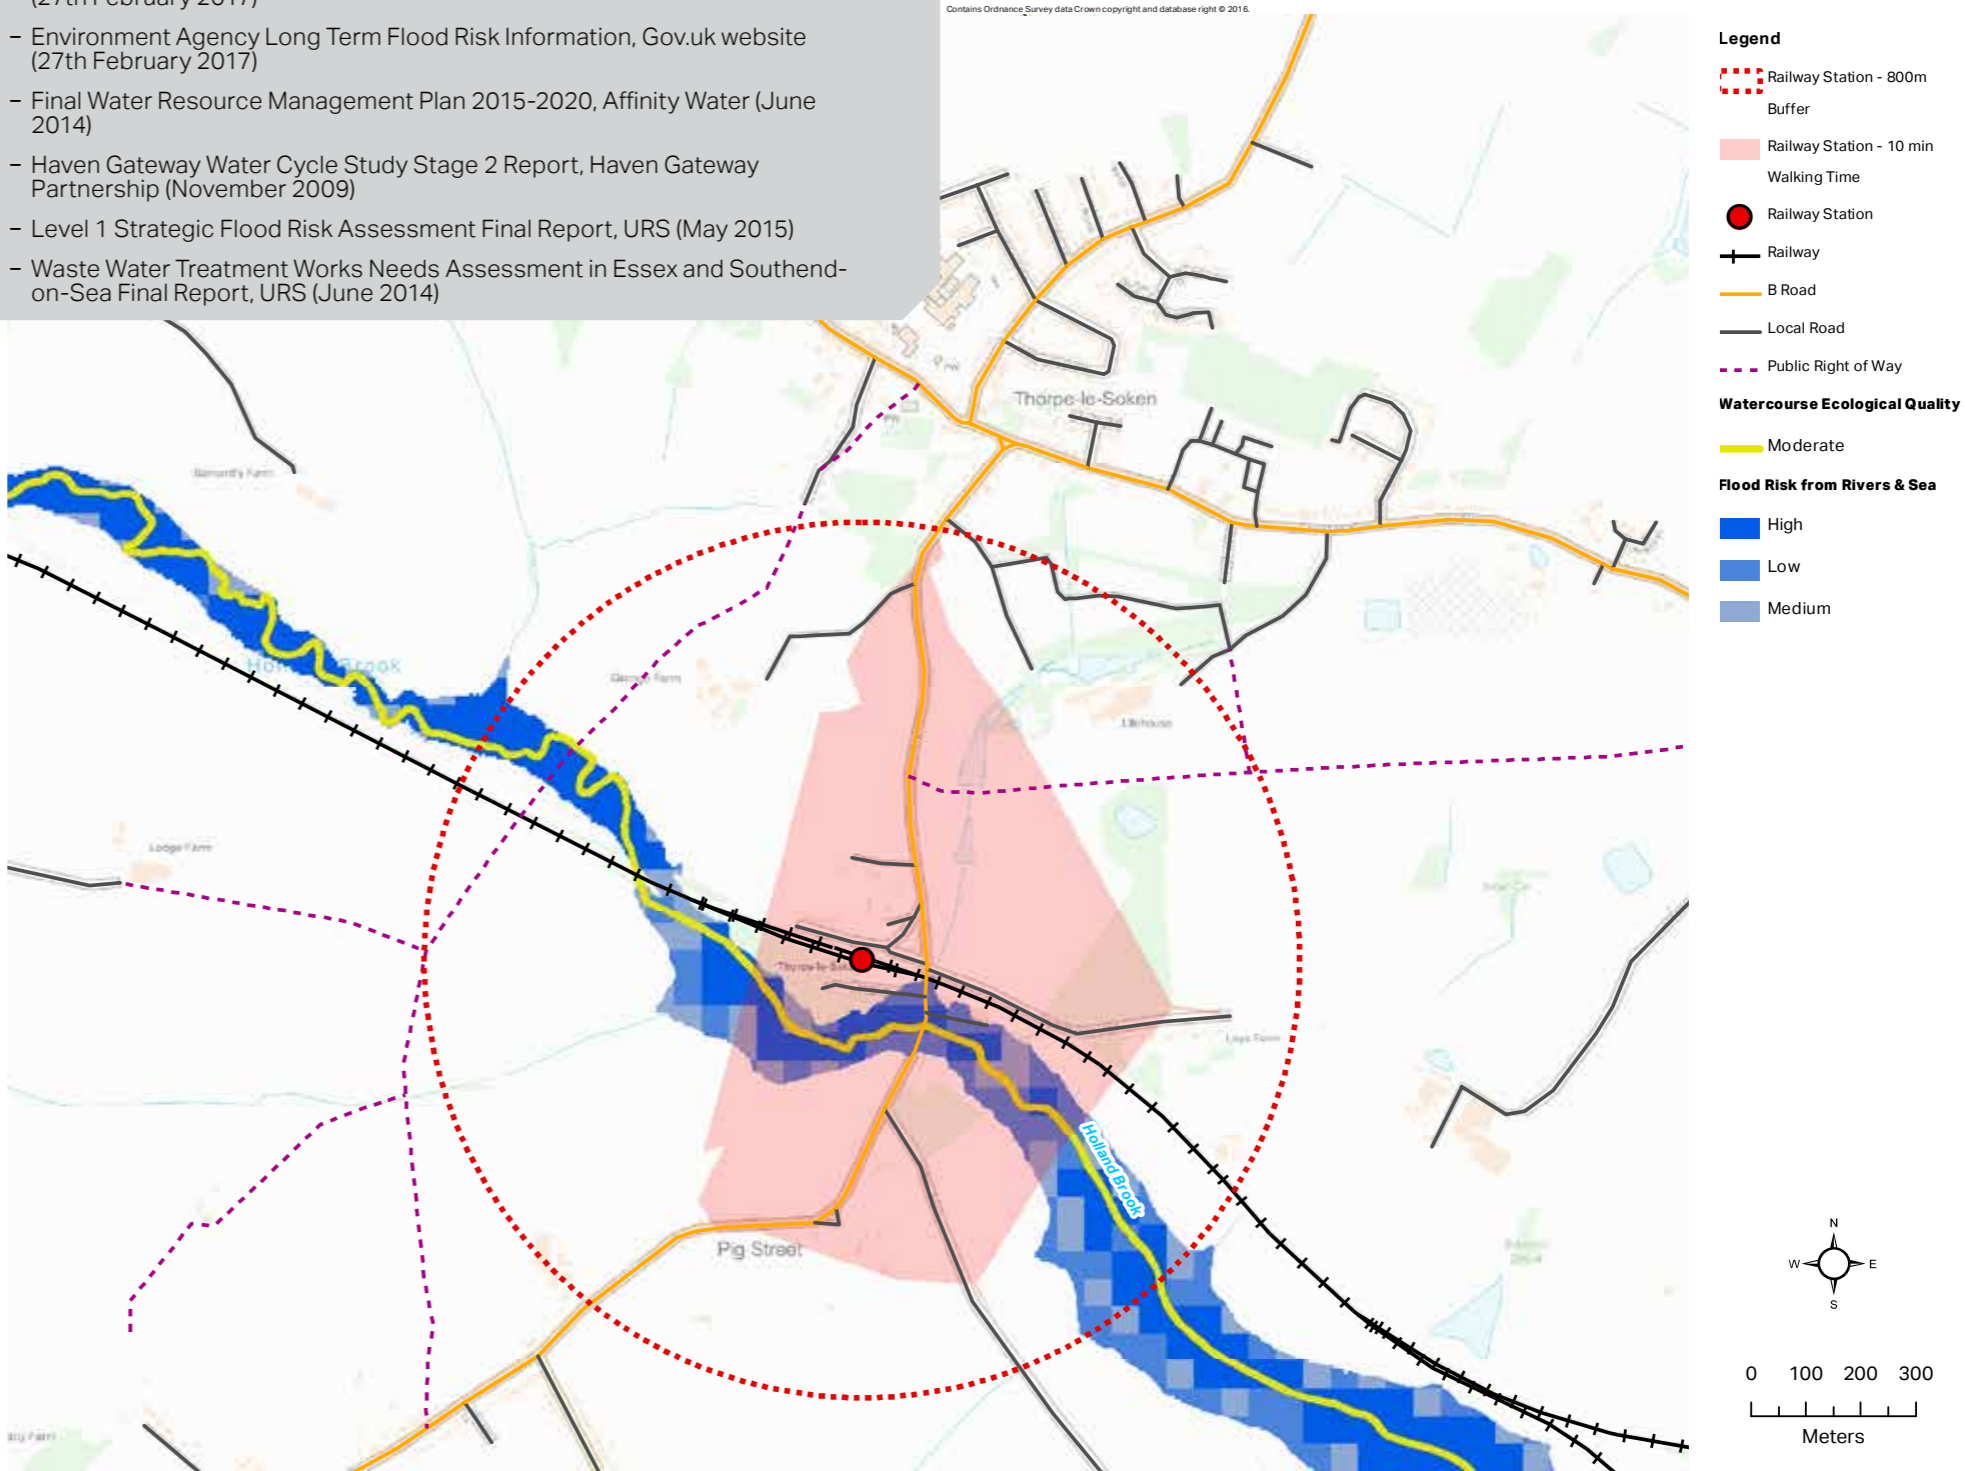 (27th February 2017)
– Environment Agency Long Term Flood Risk Information, Gov.uk website
(27th February 2017)
– Final Water Resource Management Plan 2015-2020, Affinity Water (June
2014)
– Haven Gateway Water Cycle Study Stage 2 Report, Haven Gateway
Partnership (November 2009)
– Level 1 Strategic Flood Risk Assessment Final Report, URS (May 2015)
– Waste Water Treatment Works Needs Assessment in Essex and Southend-
on-Sea Final Report, URS (June 2014)
Contains Ordnance Survey data Crown copyright and database right © 2016.
Thorpe-le-Soken
Lodge Farm
Pig Street
Holland Brook
Legend
Railway Station - 800m
Buffer
Railway Station - 10 min
Walking Time
Railway Station
Railway
B Road
Local Road
Public Right of Way
Watercourse Ecological Quality
Moderate
Flood Risk from Rivers & Sea
High
Low
Medium
N
W E
S
0 100 200 300
Meters